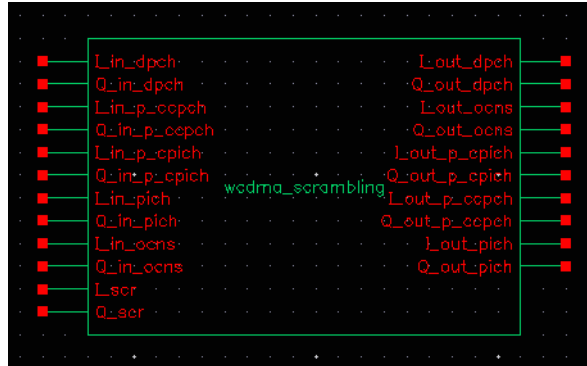 I_in_dpch I_out_dpch
Q_in_dpch Q_out_dpch
I_in_p_ccpch I_out_ocns
Q_in_p_ccpch Q_out_ocns
I_in_p_cpich I_out_p_cpich
Q_in_p_cpich Q_out_p_cpich
wcdma_scrambling
I_in_pich I_out_p_ccpch
Q_in_pich Q_out_p_ccpch
I_in_ocns I_out_pich
Q_in_ocns Q_out_pich
I_scr
Q_scr